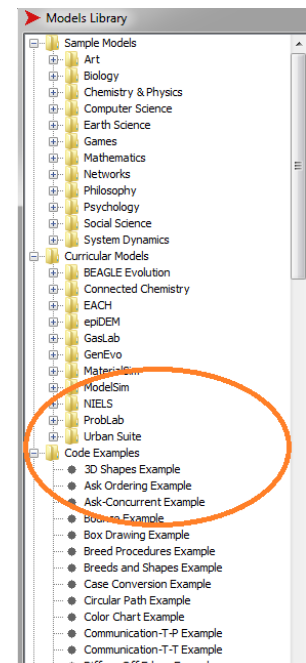 Models Library
Sample Models
Art
Biology
Chemistry & Physics
Computer Science
Earth Science
Games
Mathematics
Networks
Philosophy
Psychology
Social Science
System Dynamics
Curricular Models
BEAGLE Evolution
Connected Chemistry
EACH
epiDEM
GasLab
GenEvo
MaterialSim
ModelSim
NIELS
ProbLab
Urban Suite
Code Examples
3D Shapes Example
Ask Ordering Example
Ask-Concurrent Example
Bounce Example
Box Drawing Example
Breed Procedures Example
Breeds and Shapes Example
Case Conversion Example
Circular Path Example
Color Chart Example
Communication-T-P Example
Communication-T-T Example